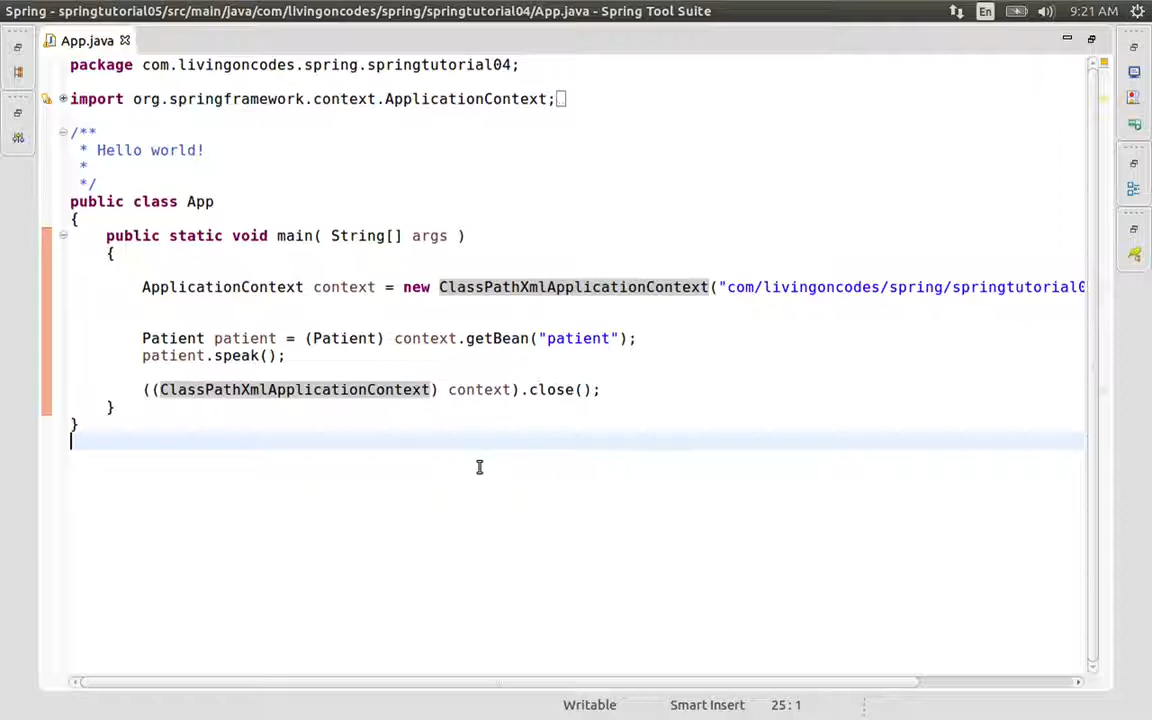 Spring - springtutorial05/src/main/java/com/livingoncodes/spring/springtutorial04/App.java - Spring Tool Suite
En
9:21 AM
App.java
package com.livingoncodes.spring.springtutorial04;
import org.springframework.context.ApplicationContext;
/**
* Hello world!
*
*/
public class App
{
public static void main( String[] args )
{
ApplicationContext context = new ClassPathXmlApplicationContext("com/livingoncodes/spring/springtutorial0
Patient patient = (Patient) context.getBean("patient");
patient.speak();
((ClassPathXmlApplicationContext) context).close();
}
}
Writable
Smart Insert
25 : 1